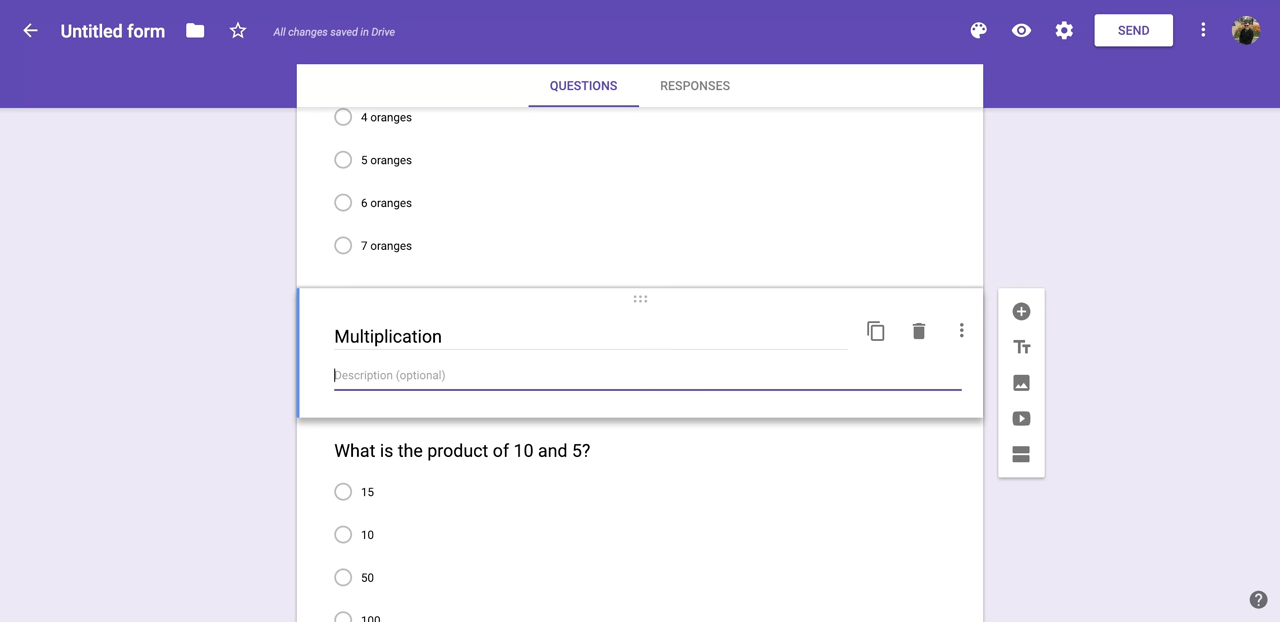 Untitled form
All changes saved in Drive
SEND
QUESTIONS
RESPONSES
4 oranges
5 oranges
6 oranges
7 oranges
Multiplication
Description (optional)
What is the product of 10 and 5?
15
10
50
100